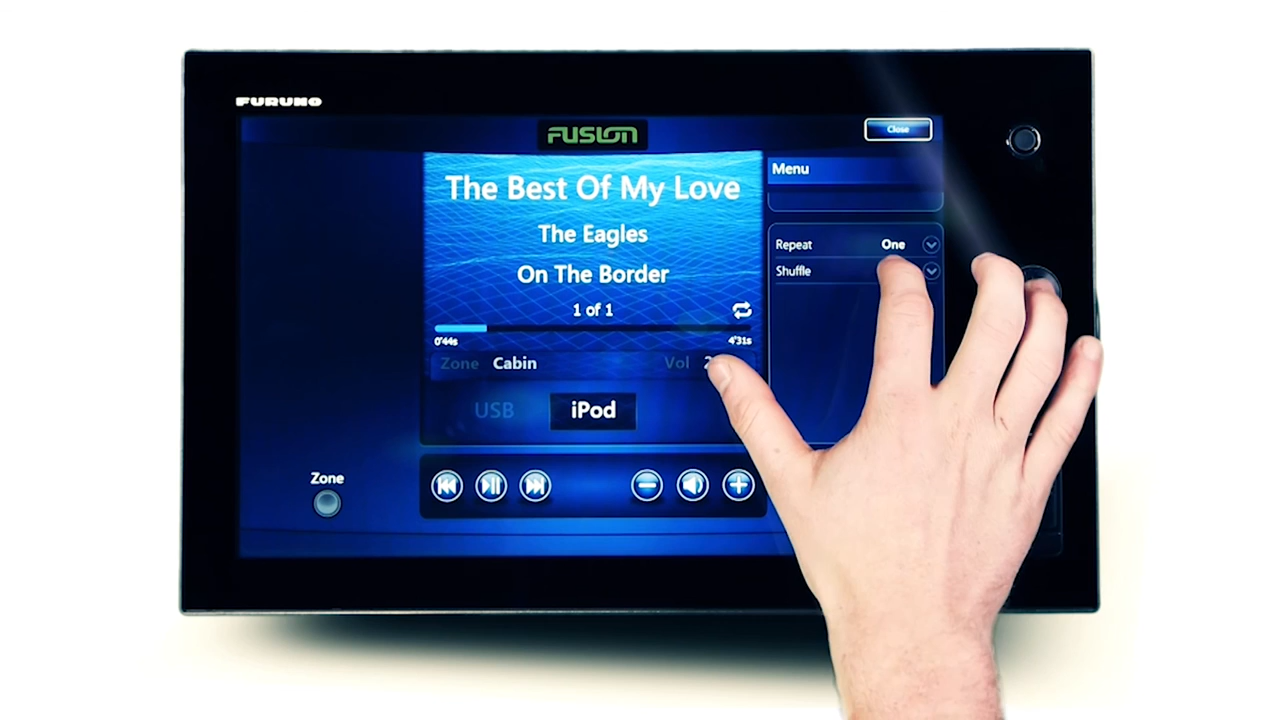 FURUNO
FUSION
Close
The Best Of My Love
Menu
The Eagles
Repeat One
On The Border
Shuffle
1 of 1
0'44s 4'31s
Zone Cabin Vol
USB iPod
Zone